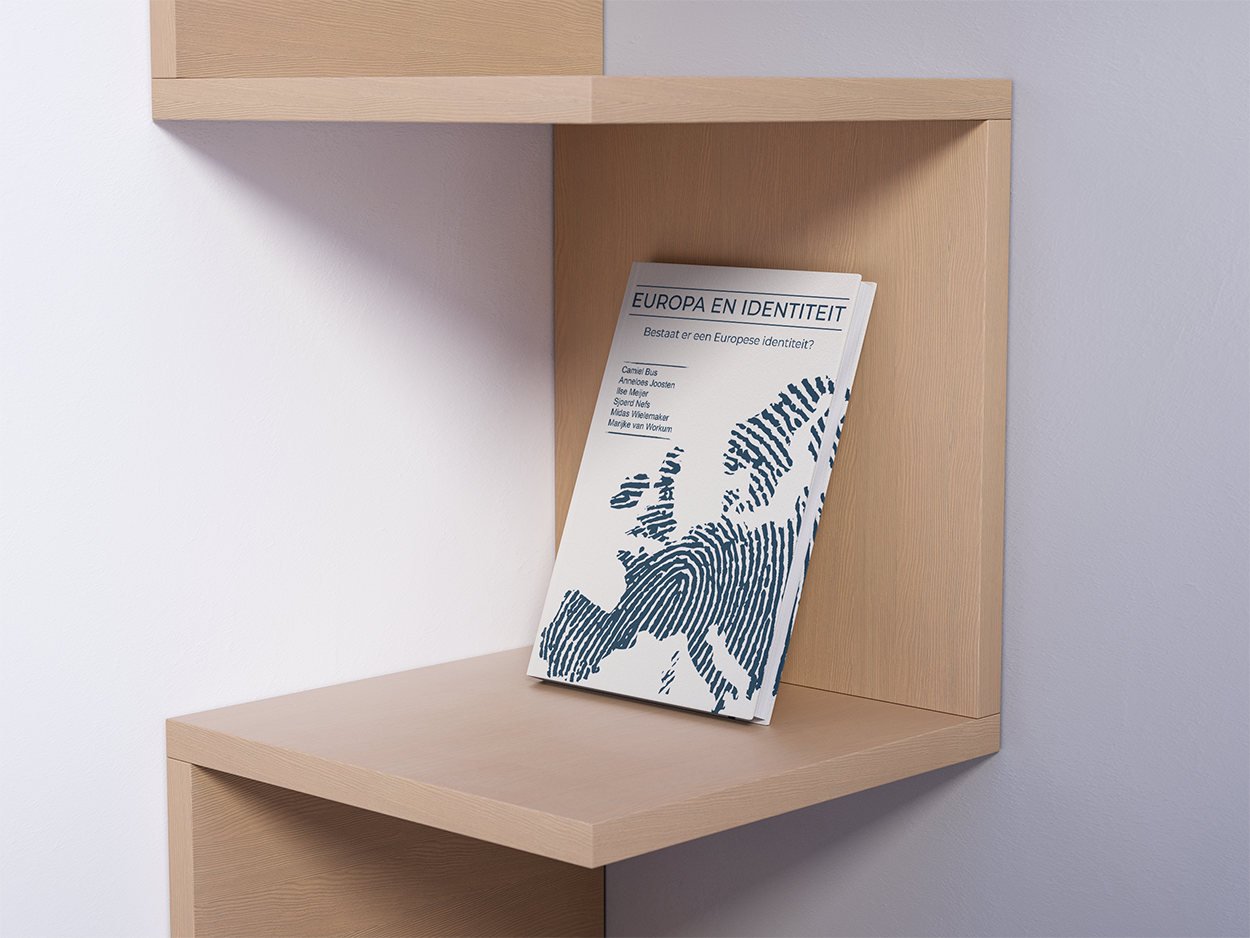 EUROPA EN IDENTITEIT
Bestaat er een Europese identiteit?
Camiel Bus
Anneloes Joosten
Ilse Meijer
Sjoerd Nefs
Midas Wielemaker
Marijke van Workum